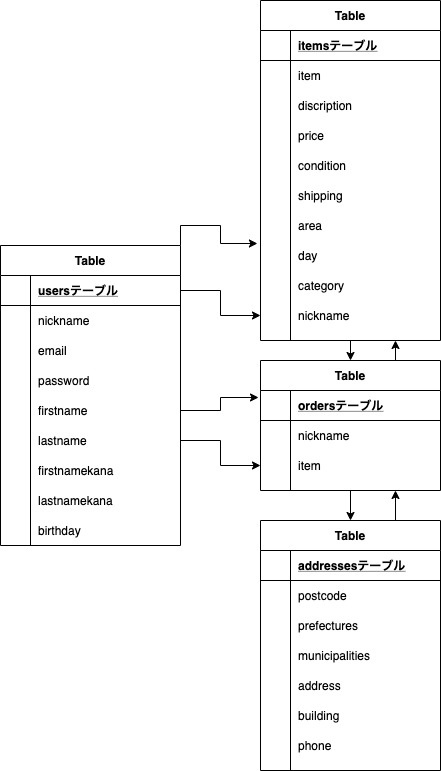 Table
itemsテーブル
item
discription
price
condition
shipping
area
day
category
nickname
Table
usersテーブル
nickname
email
password
firstname
lastname
firstnamekana
lastnamekana
birthday
Table
ordersテーブル
nickname
item
Table
addressesテーブル
postcode
prefectures
municipalities
address
building
phone